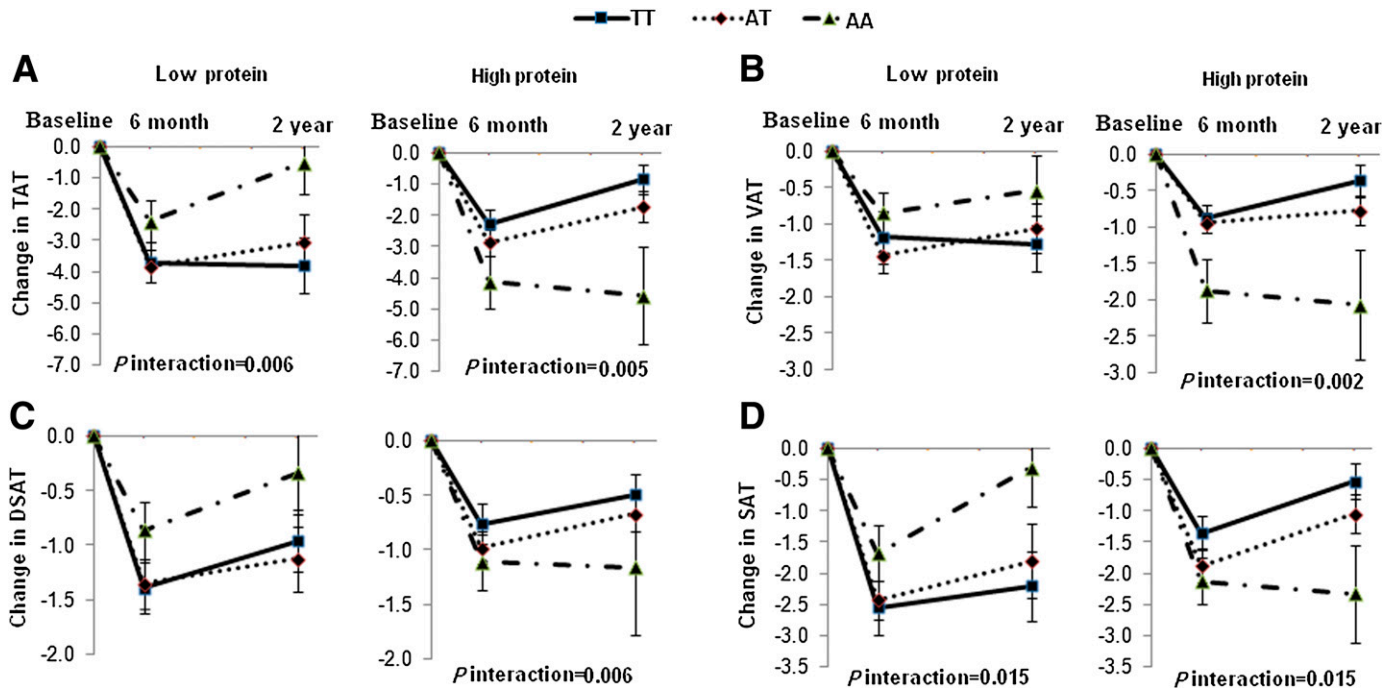 TT AT AA
A Low protein High protein
Baseline 6 month 2 year
Baseline 6 month 2 year
Change in TAT
0.0
-1.0
-2.0
-3.0
-4.0
-5.0
-6.0
-7.0
P interaction=0.006
0.0
-1.0
-2.0
-3.0
-4.0
-5.0
-6.0
-7.0
P interaction=0.005
B Low protein High protein
Baseline 6 month 2 year
Baseline 6 month 2 year
Change in VAT
0.0
-0.5
-1.0
-1.5
-2.0
-2.5
-3.0
0.0
-0.5
-1.0
-1.5
-2.0
-2.5
-3.0
P interaction=0.002
C
Change in DSAT
0.0
-0.5
-1.0
-1.5
-2.0
0.0
-0.5
-1.0
-1.5
-2.0
P interaction=0.006
D
Change in SAT
0.0
-0.5
-1.0
-1.5
-2.0
-2.5
-3.0
-3.5
P interaction=0.015
0.0
-0.5
-1.0
-1.5
-2.0
-2.5
-3.0
-3.5
P interaction=0.015